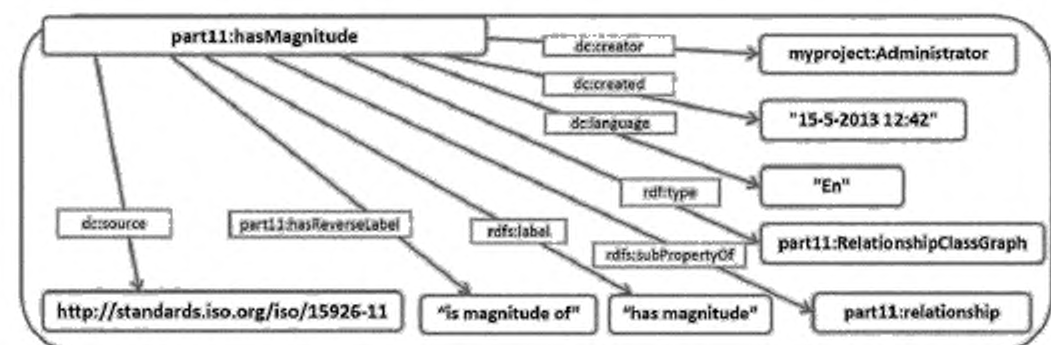 part11:hasMagnitude
dc:creator
myproject:Administrator
dc:created
"15-5-2013 12:42"
dc:language
"En"
rdf:type
part11:RelationshipClassGraph
dc:source
part11:hasReverseLabel
rdfs:label
rdfs:subPropertyOf
http://standards.iso.org/iso/15926-11
"is magnitude of"
"has magnitude"
part11:relationship